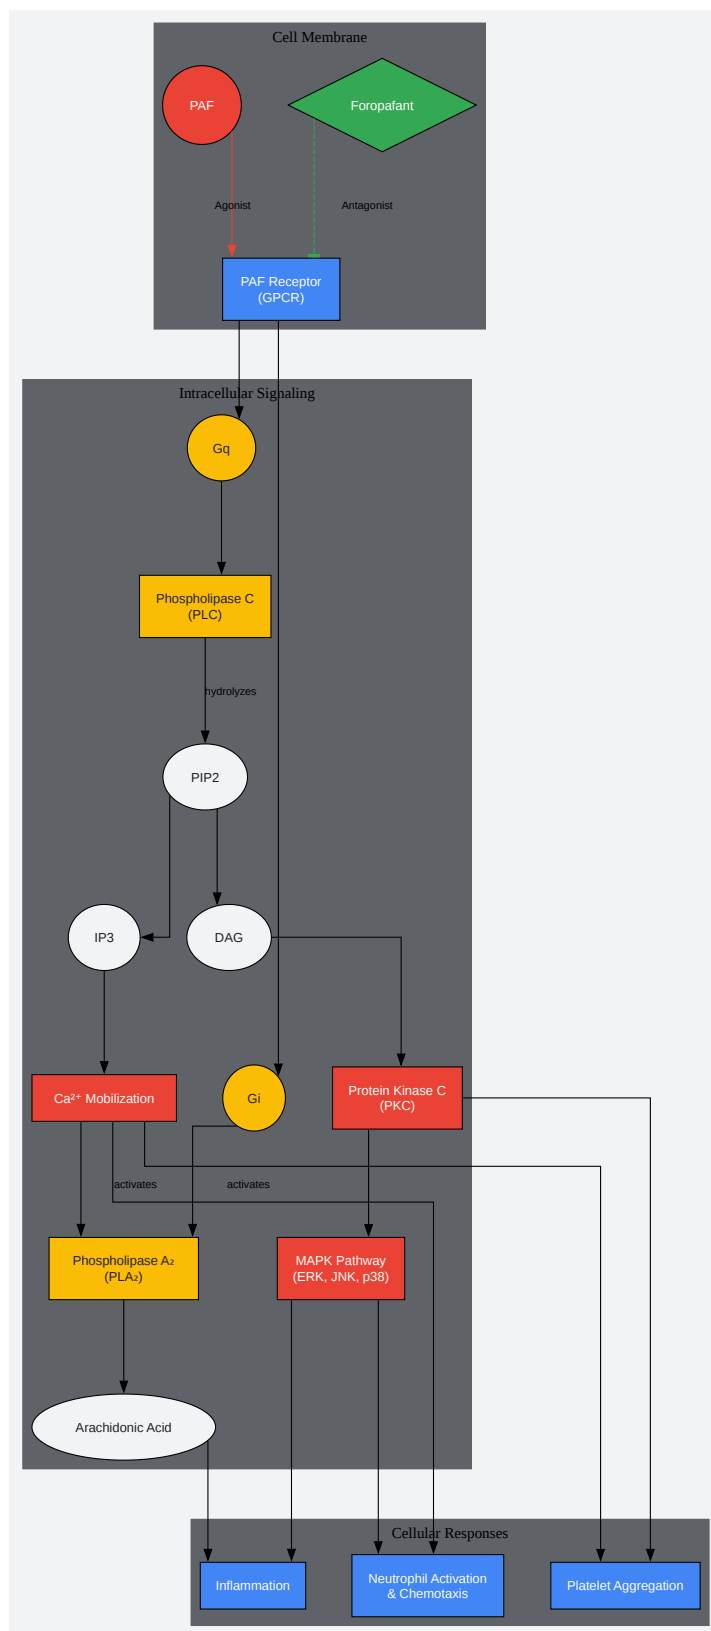 Cell Membrane
PAF
Foropafant
Agonist
Antagonist
PAF Receptor
(GPCR)
Intracellular Signaling
Gq
Phospholipase C
(PLC)
hydrolyzes
PIP2
IP3
DAG
Ca²⁺ Mobilization
Gi
Protein Kinase C
(PKC)
activates
activates
Phospholipase A₂
(PLA₂)
MAPK Pathway
(ERK, JNK, p38)
Arachidonic Acid
Cellular Responses
Inflammation
Neutrophil Activation
& Chemotaxis
Platelet Aggregation